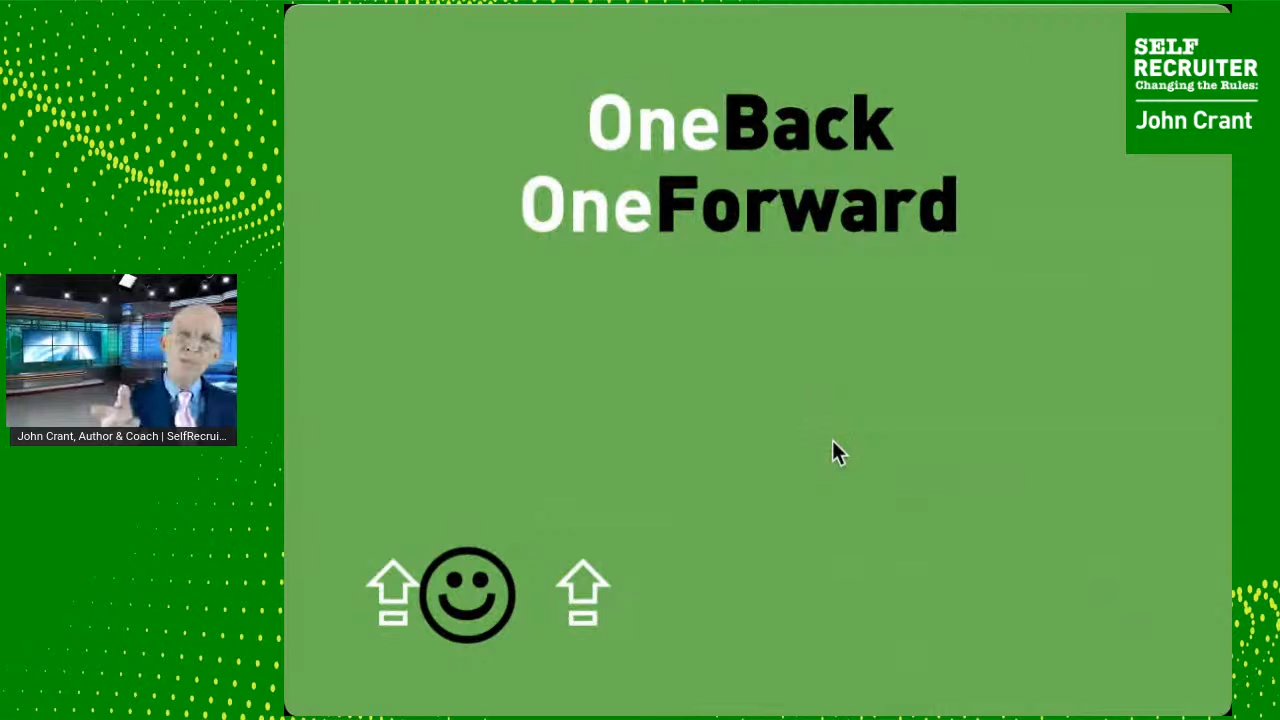 OneBack
OneForward
SELF
RECRUITER
Changing the Rules:
John Crant
John Crant, Author & Coach | SelfRecrui...